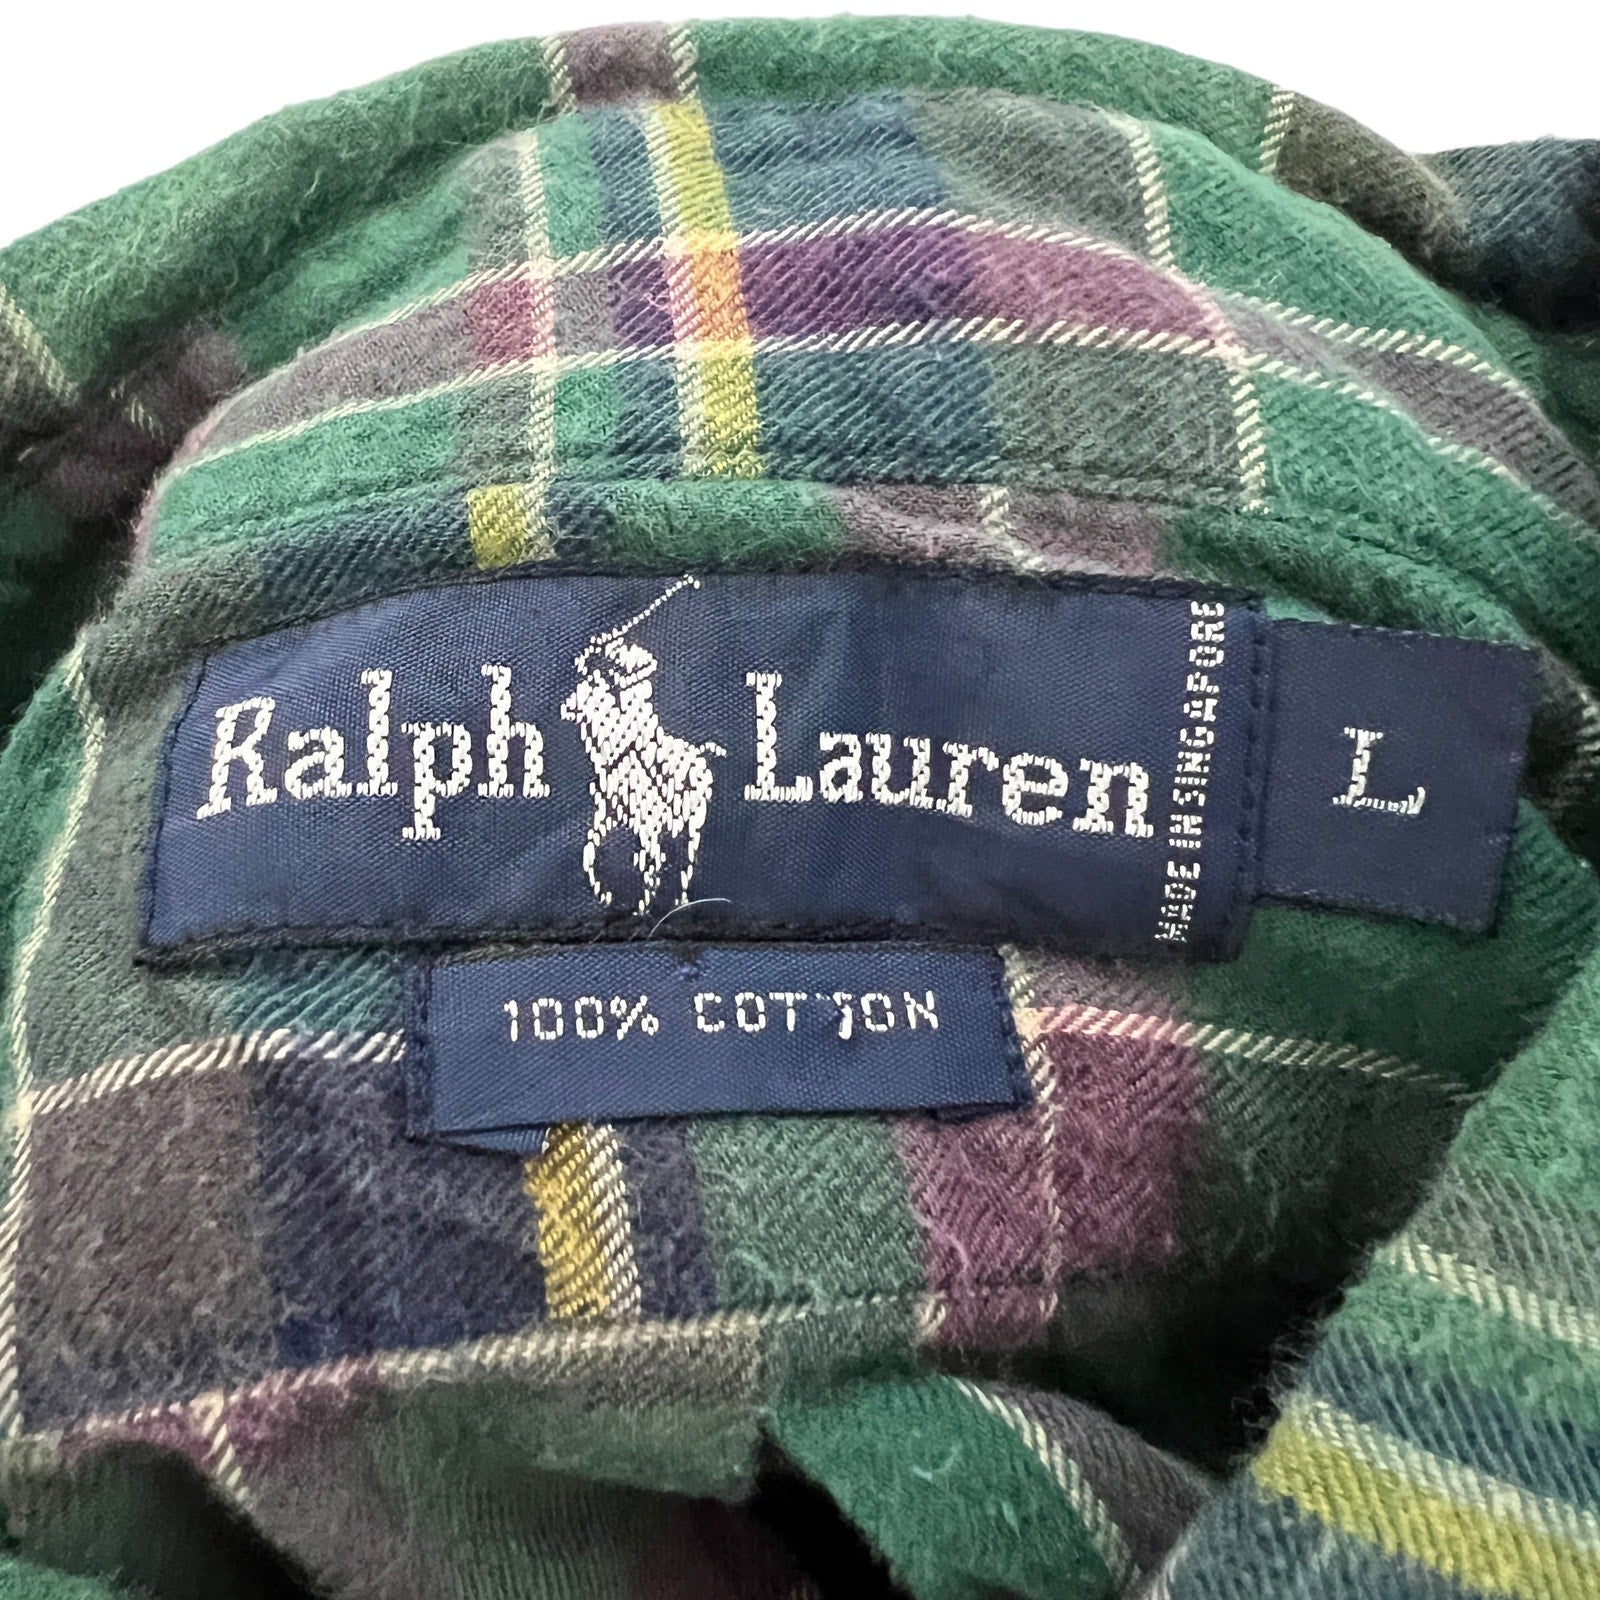 Ralph Lauren
MADE IN SINGAPORE
L
100% COTTON